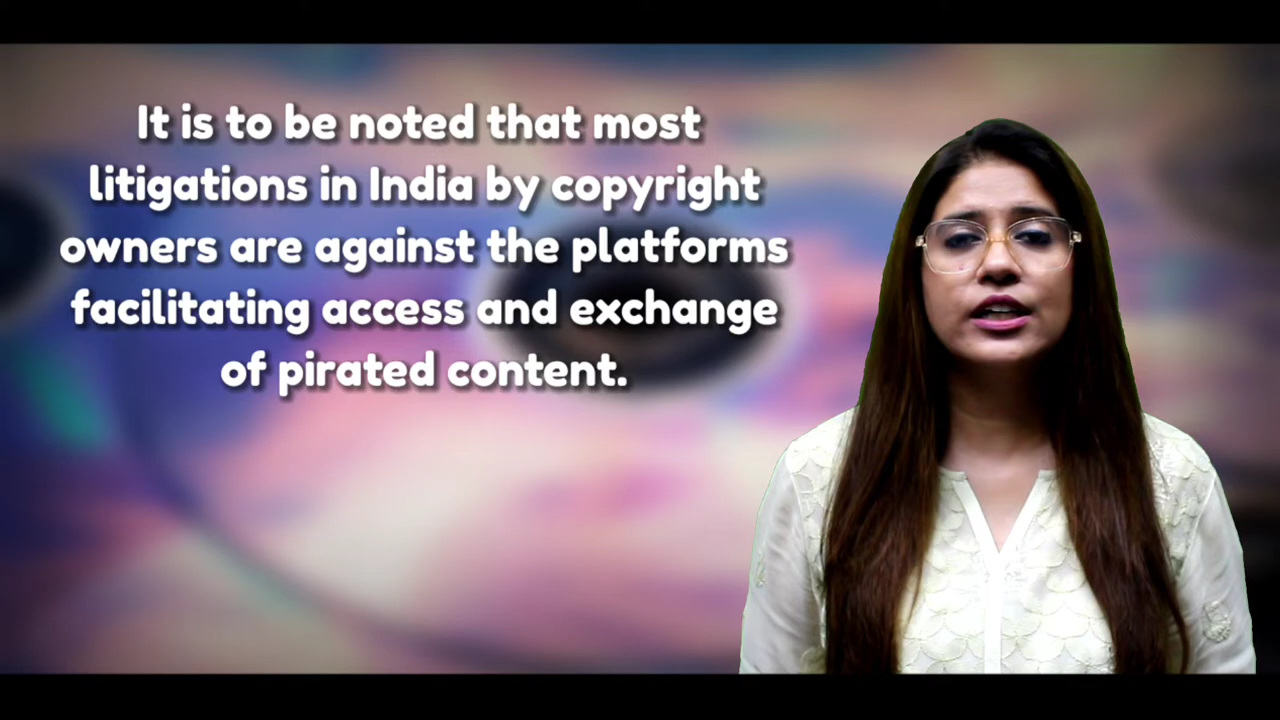 It is to be noted that most
litigations in India by copyright
owners are against the platforms
facilitating access and exchange
of pirated content.